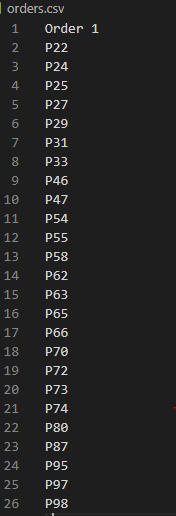 orders.csv
1 Order 1
2 P22
3 P24
4 P25
5 P27
6 P29
7 P31
8 P33
9 P46
10 P47
11 P54
12 P55
13 P58
14 P62
15 P63
16 P65
17 P66
18 P70
19 P72
20 P73
21 P74
22 P80
23 P87
24 P95
25 P97
26 P98